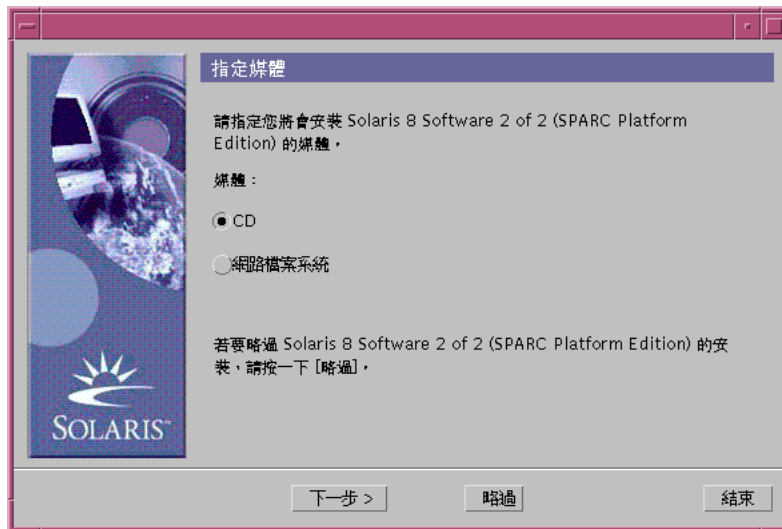 指定媒體
請指定您將會安裝 Solaris 8 Software 2 of 2 (SPARC Platform
Edition) 的媒體。
媒體：
CD
網路檔案系統
若要略過 Solaris 8 Software 2 of 2 (SPARC Platform Edition) 的安
裝，請按一下 [略過]。
SOLARIS™
下一步 >
略過
結束